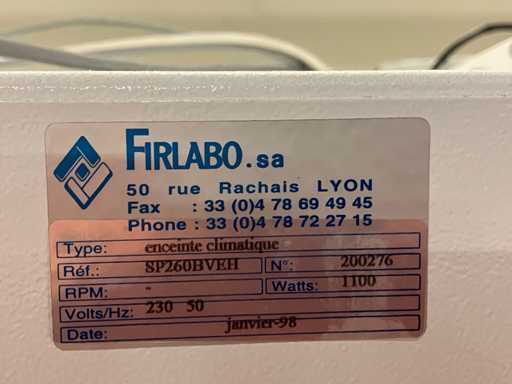 FIRLABO.sa
50 rue Rachais LYON
Fax : 33 (0)4 78 69 49 45
Phone : 33 (0)4 78 72 27 15
Type: enceinte climatique
Réf.: SP260BVEH N°: 200276
RPM: - Watts: 1100
Volts/Hz: 230 50
Date: janvier-98